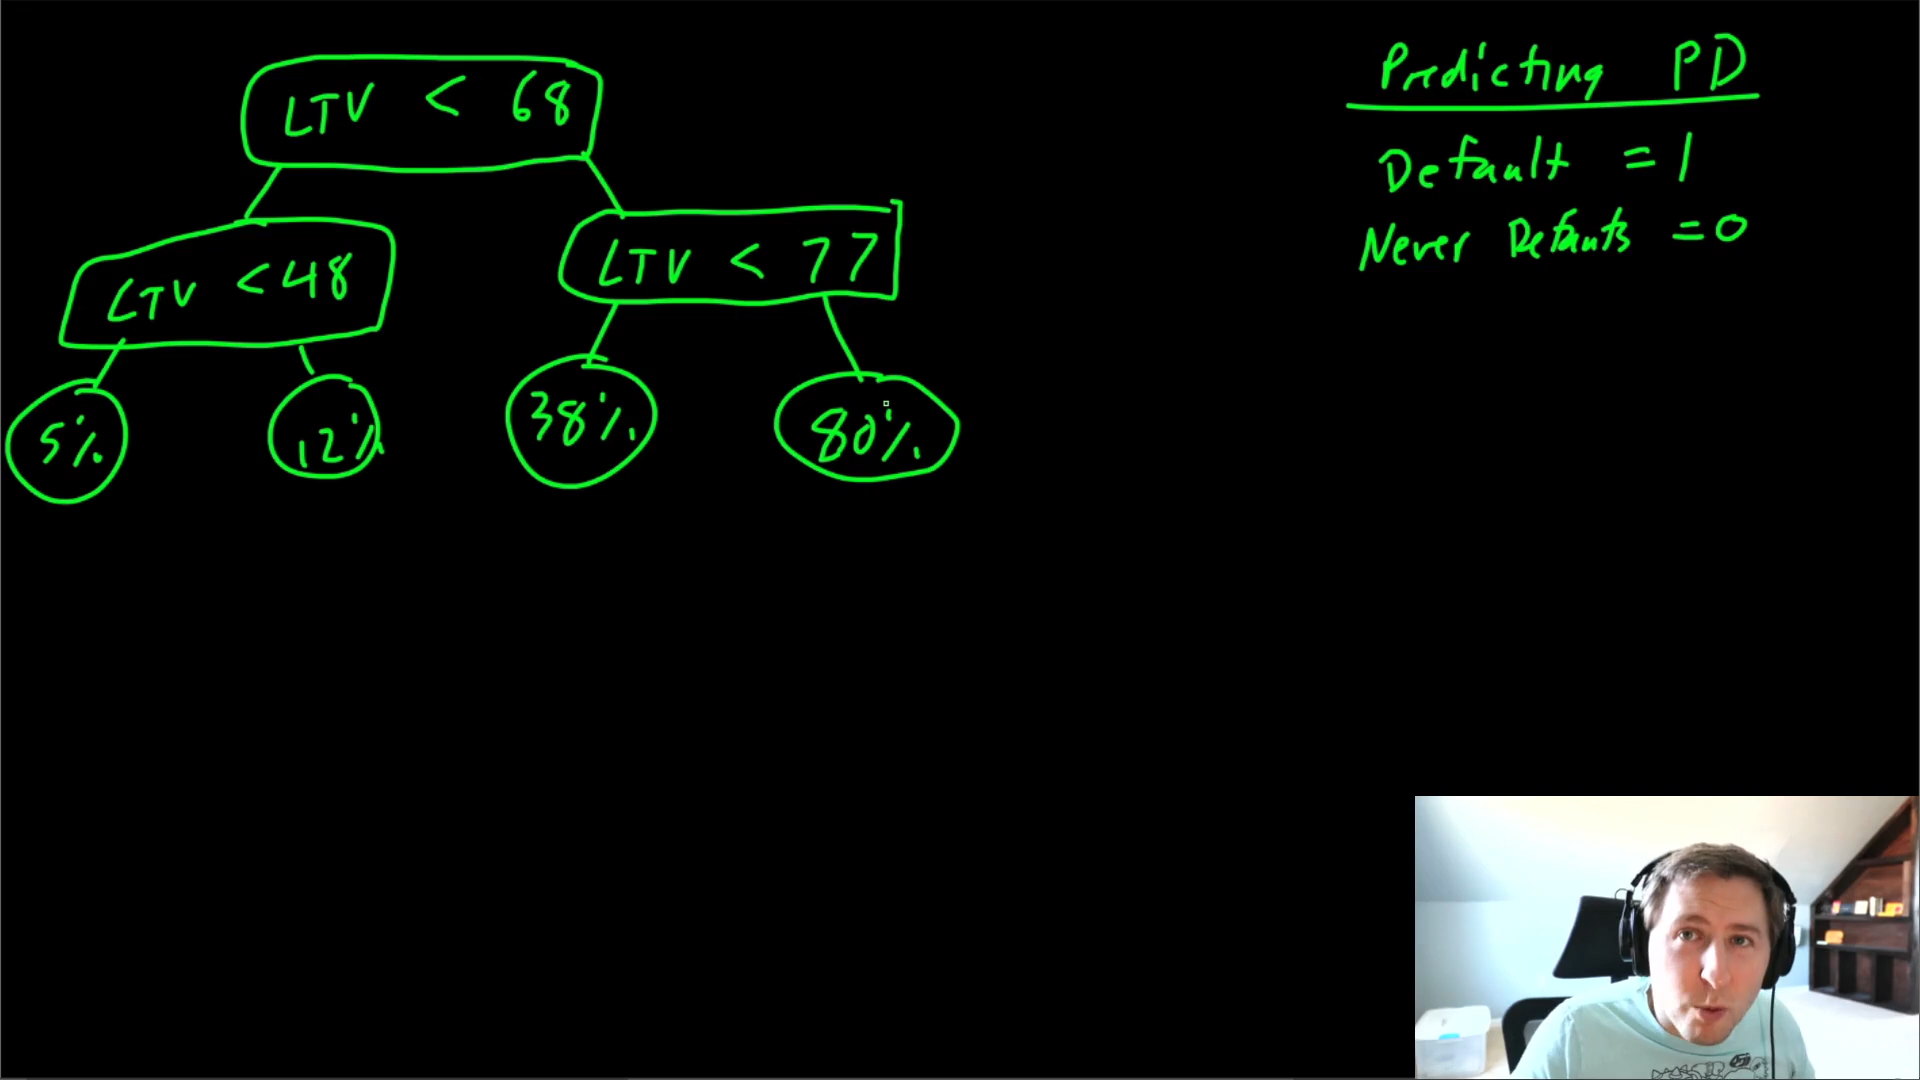 LTV < 68
LTV < 48
LTV < 77
5%
12%
38%
80%
Predicting PD
Default = 1
Never Defaults = 0